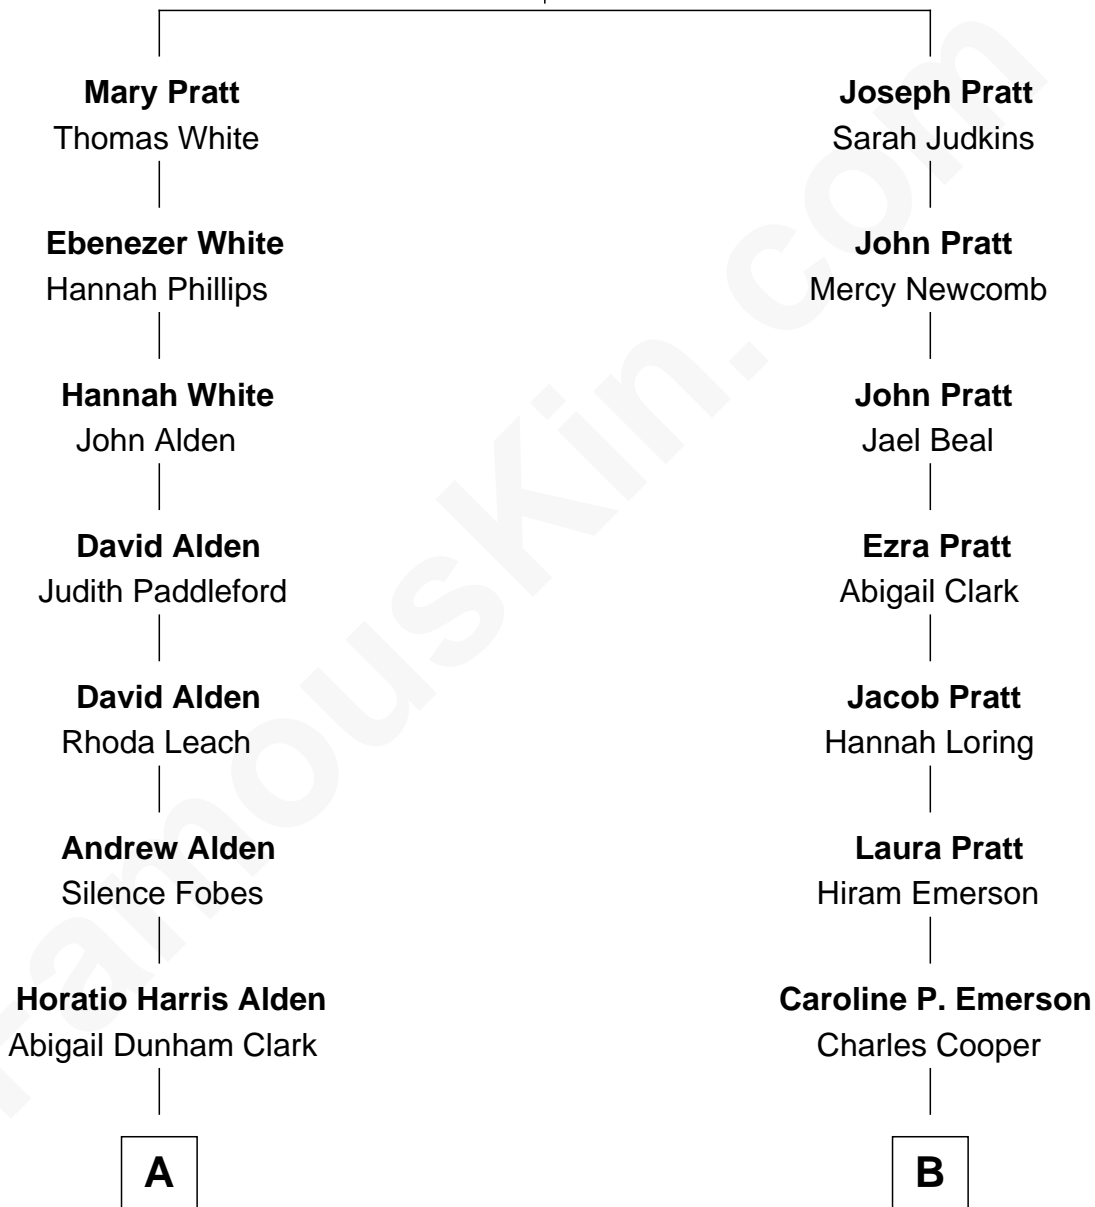 Mary Pratt
Thomas White
Ebenezer White
Hannah Phillips
Hannah White
John Alden
David Alden
Judith Paddleford
David Alden
Rhoda Leach
Andrew Alden
Silence Fobes
Horatio Harris Alden
Abigail Dunham Clark
A
Joseph Pratt
Sarah Judkins
John Pratt
Mercy Newcomb
John Pratt
Jael Beal
Ezra Pratt
Abigail Clark
Jacob Pratt
Hannah Loring
Laura Pratt
Hiram Emerson
Caroline P. Emerson
Charles Cooper
B
FamousKin.com